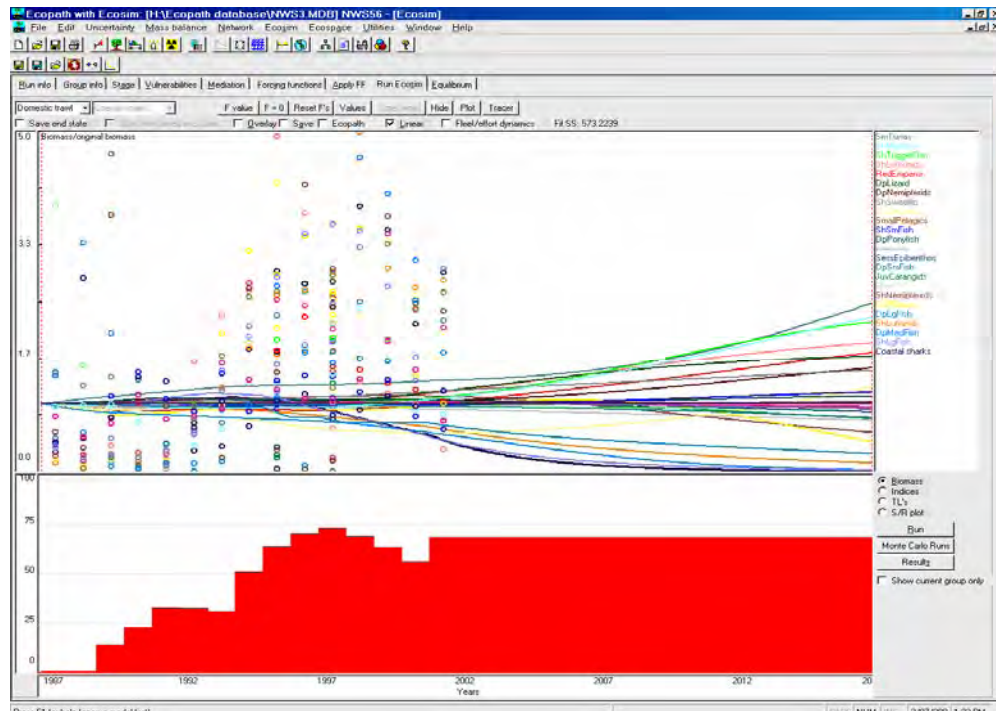 Ecopath with Ecosim: [H:\Ecopath database\NWS3.MDB] NWS56 - [Ecosim]
File Edit Uncertainty Mass balance Network Ecosim Ecospace Utilities Window Help
Run info Group info Stage Vulnerabilities Mediation Forcing functions Apply FF Run Ecosim Equilibrium
Domestic trawl F value F = 0 Reset F's Values Hide Plot Tracer
Save end state Overlay Save Ecopath Linear Fleet/effort dynamics Fit SS: 573.2239
5.0 Biomass/original biomass
3.3
1.7
0.0
ShTriggerfish
RedEmperor
DpLizard
DpNemipterids
ShSweetlip
SmallPelagics
ShSmFish
DpPonyfish
SessEpibenthos
DpSmFish
JuvCarangids
ShNemipterids
DpLgFish
ShLutjanids
DpMedFish
ShLgFish
Coastal sharks
100
75
50
25
0
1987 1992 1997 2002 2007 2012 20
Years
Biomass
Indices
TL's
S/R plot
Run
Monte Carlo Runs
Results
Show current group only
NUM